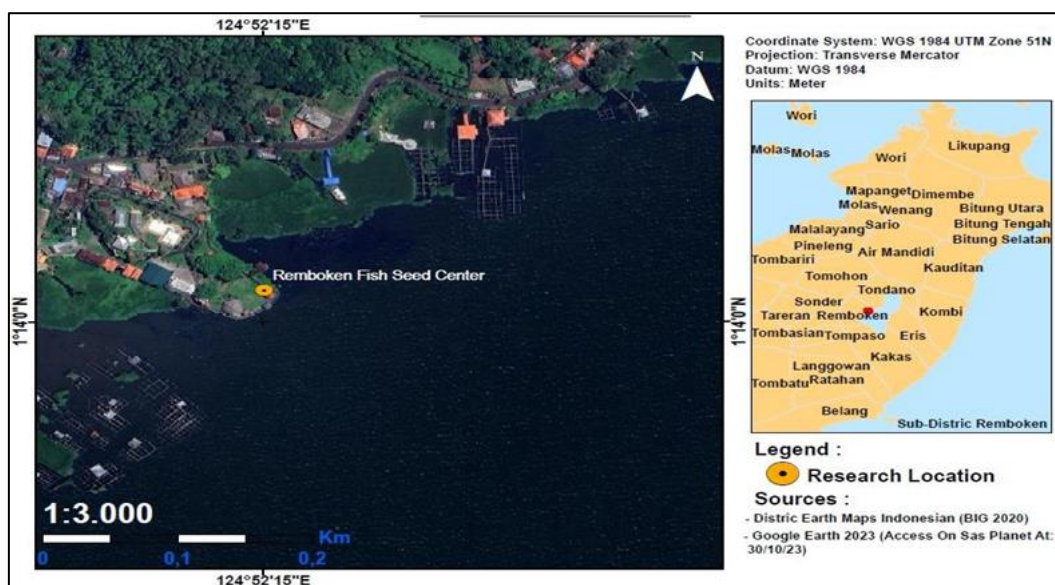 124°52'15"E
N
Remboken Fish Seed Center
1°14'0"N
1°14'0"N
1:3.000
Km
0 0,1 0,2
124°52'15"E
Coordinate System: WGS 1984 UTM Zone 51N
Projection: Transverse Mercator
Datum: WGS 1984
Units: Meter
Wori
Molas
Molas
Wori
Likupang
Mapanget
Dimembe
Molas
Wenang
Bitung Utara
Sario
Bitung Tengah
Malalayang
Bitung Selatan
Pineleng
Air Mandidi
Tombariri
Kauditan
Tomohon
Tondano
Sonder
Kombi
Tareran
Remboken
Tombasian
Tompaso
Eris
Kakas
Langgowan
Tombatu
Ratahan
Belang
Sub-Distric Remboken
Legend :
Research Location
Sources :
- Distric Earth Maps Indonesian (BIG 2020)
- Google Earth 2023 (Access On Sas Planet At:
30/10/23)